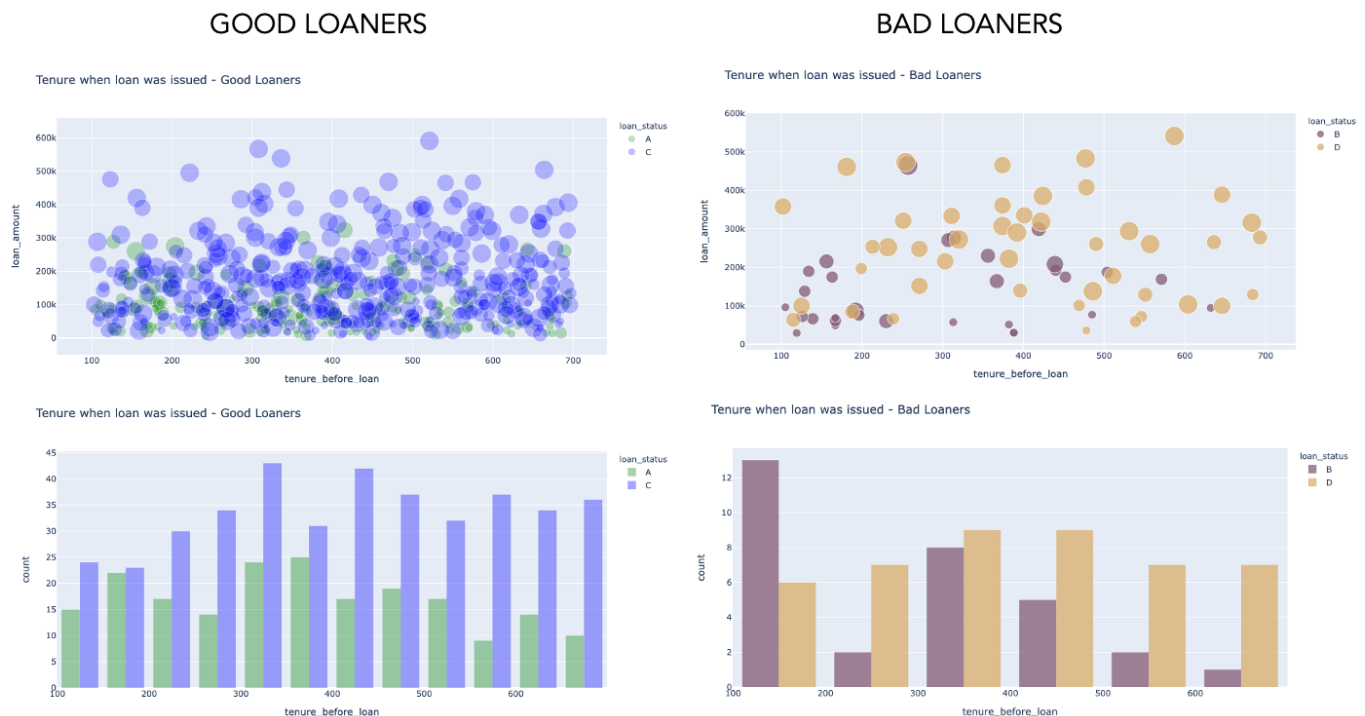 GOOD LOANERS
BAD LOANERS
Tenure when loan was issued - Good Loaners
loan_status
A
C
600k
500k
400k
300k
200k
100k
0
loan_amount
100
200
300
400
500
600
700
tenure_before_loan
Tenure when loan was issued - Bad Loaners
loan_status
B
D
600k
500k
400k
300k
200k
100k
0
loan_amount
100
200
300
400
500
600
700
tenure_before_loan
Tenure when loan was issued - Good Loaners
loan_status
A
C
45
40
35
30
25
20
15
10
5
0
count
100
200
300
400
500
600
tenure_before_loan
Tenure when loan was issued - Bad Loaners
loan_status
B
D
12
10
8
6
4
2
0
count
100
200
300
400
500
600
tenure_before_loan